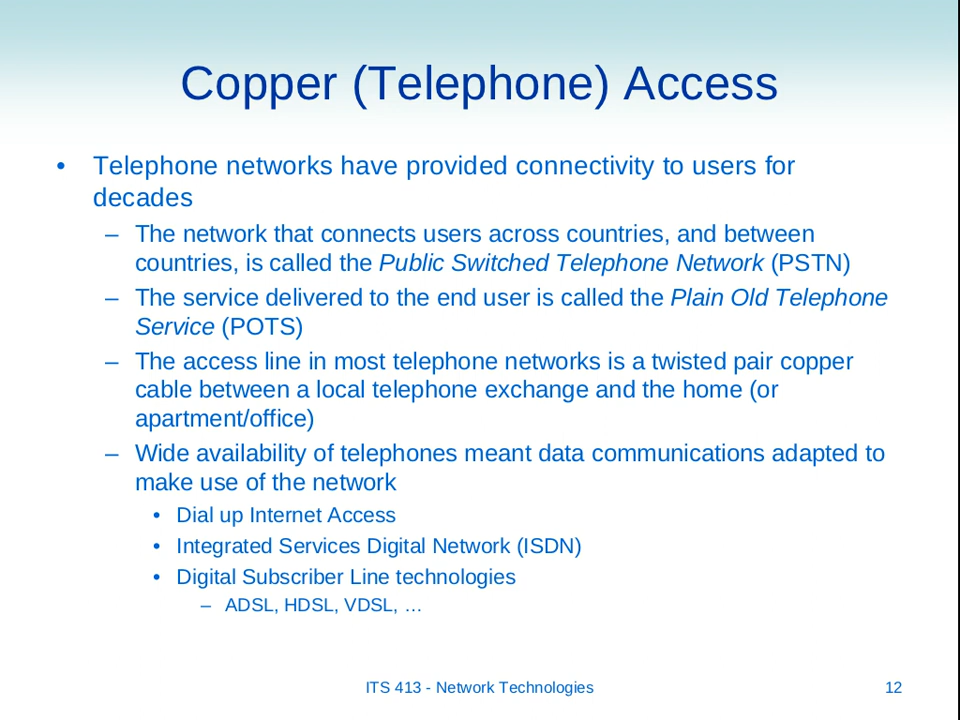 Copper (Telephone) Access
• Telephone networks have provided connectivity to users for
decades
– The network that connects users across countries, and between
countries, is called the Public Switched Telephone Network (PSTN)
– The service delivered to the end user is called the Plain Old Telephone
Service (POTS)
– The access line in most telephone networks is a twisted pair copper
cable between a local telephone exchange and the home (or
apartment/office)
– Wide availability of telephones meant data communications adapted to
make use of the network
• Dial up Internet Access
• Integrated Services Digital Network (ISDN)
• Digital Subscriber Line technologies
– ADSL, HDSL, VDSL, …
ITS 413 - Network Technologies
12